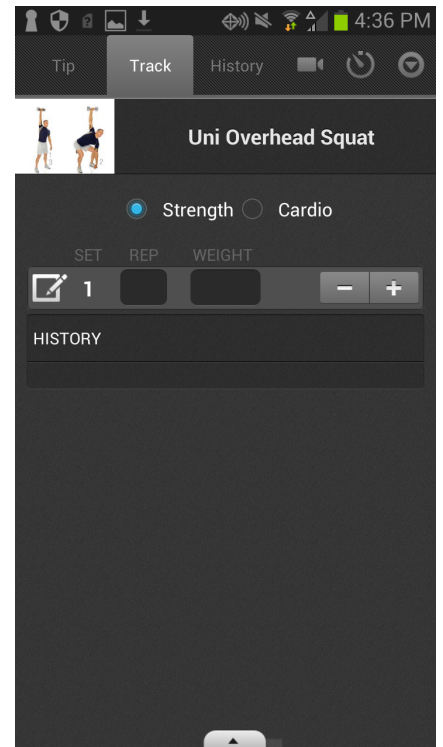 4:36 PM
Tip Track History
Uni Overhead Squat
Strength Cardio
SET REP WEIGHT
1
HISTORY